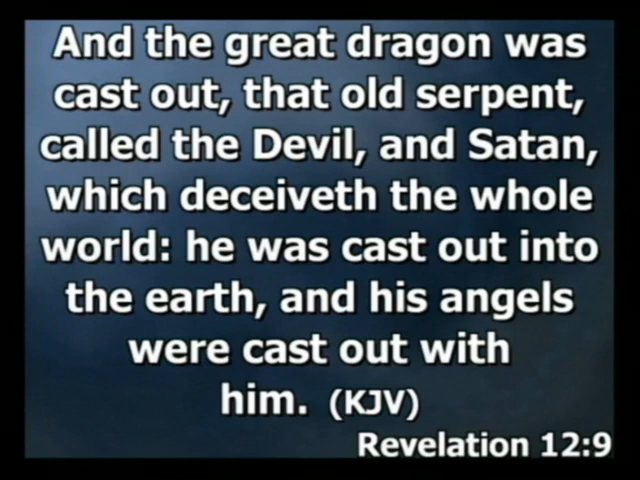 And the great dragon was
cast out, that old serpent,
called the Devil, and Satan,
which deceiveth the whole
world: he was cast out into
the earth, and his angels
were cast out with
him. (KJV)
Revelation 12:9